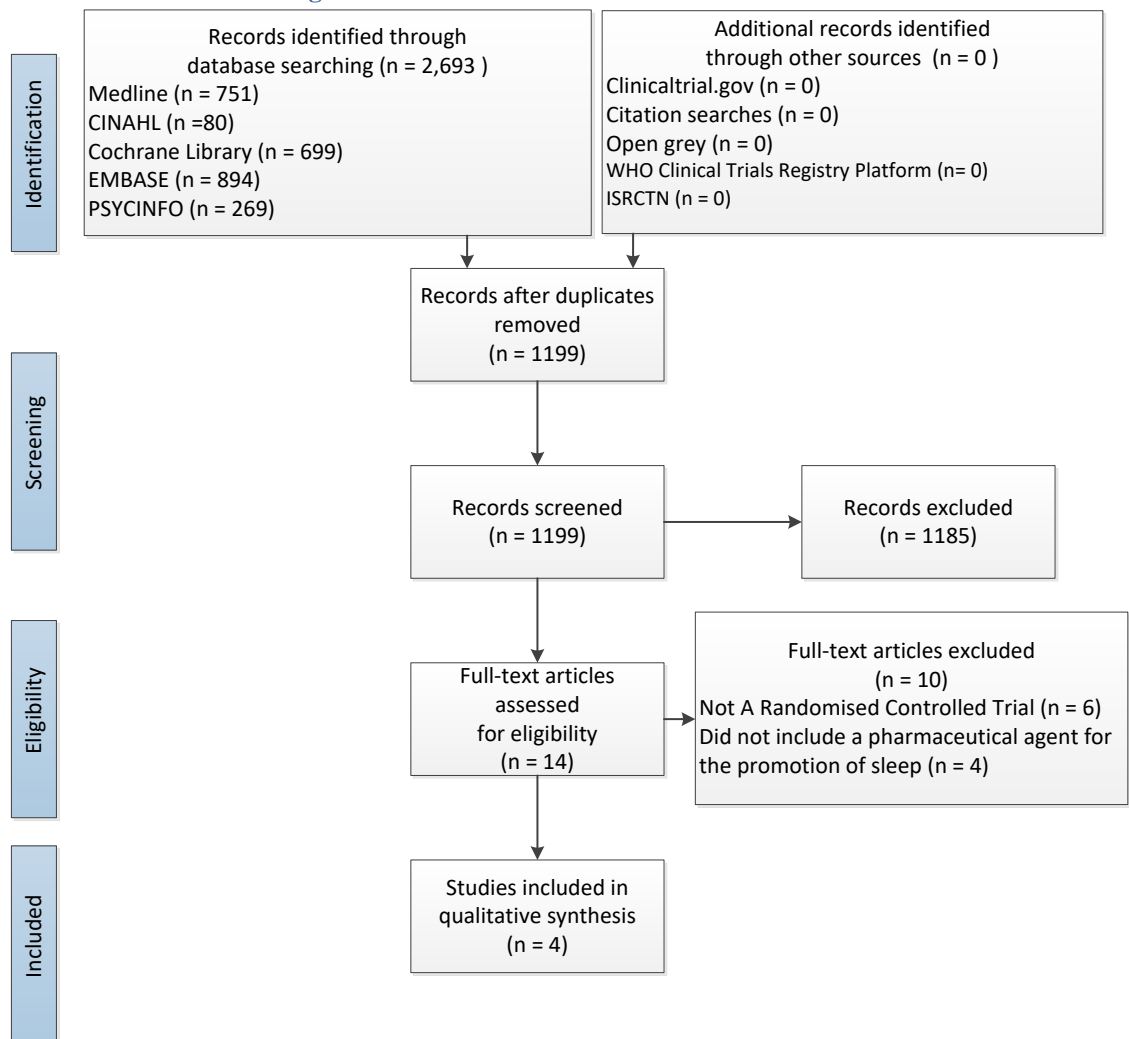 Identification
Records identified through
database searching (n = 2,693 )
Medline (n = 751)
CINAHL (n =80)
Cochrane Library (n = 699)
EMBASE (n = 894)
PSYCINFO (n = 269)
Additional records identified
through other sources (n = 0 )
Clinicaltrial.gov (n = 0)
Citation searches (n = 0)
Open grey (n = 0)
WHO Clinical Trials Registry Platform (n= 0)
ISRCTN (n = 0)
Records after duplicates
removed
(n = 1199)
Screening
Records screened
(n = 1199)
Records excluded
(n = 1185)
Eligibility
Full-text articles
assessed
for eligibility
(n = 14)
Full-text articles excluded
(n = 10)
Not A Randomised Controlled Trial (n = 6)
Did not include a pharmaceutical agent for
the promotion of sleep (n = 4)
Included
Studies included in
qualitative synthesis
(n = 4)